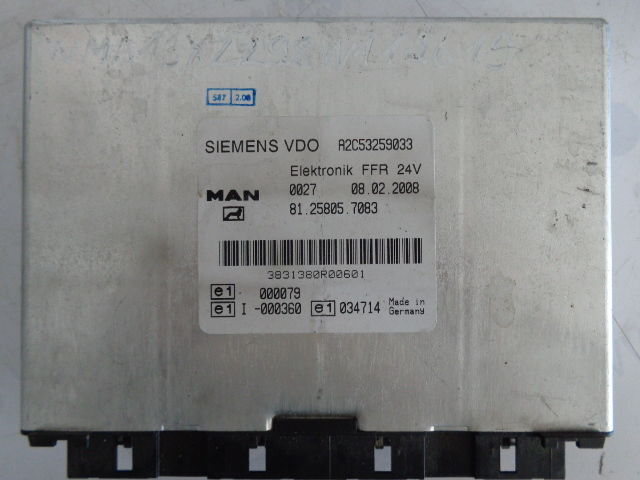 587 2.08
SIEMENS VDO A2C53259033
Elektronik FFR 24V
MAN 0027 08.02.2008
81.25805.7083
3831380R00601
e1 000079
e1 I -000360 e1 034714 Made in
Germany